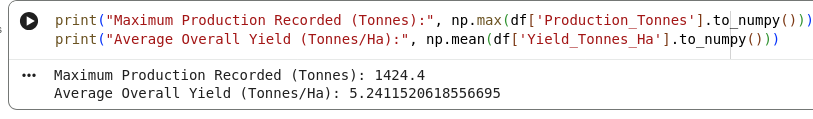 print("Maximum Production Recorded (Tonnes):", np.max(df['Production_Tonnes'].to_numpy()))
print("Average Overall Yield (Tonnes/Ha):", np.mean(df['Yield_Tonnes_Ha'].to_numpy()))
Maximum Production Recorded (Tonnes): 1424.4
Average Overall Yield (Tonnes/Ha): 5.2411520618556695